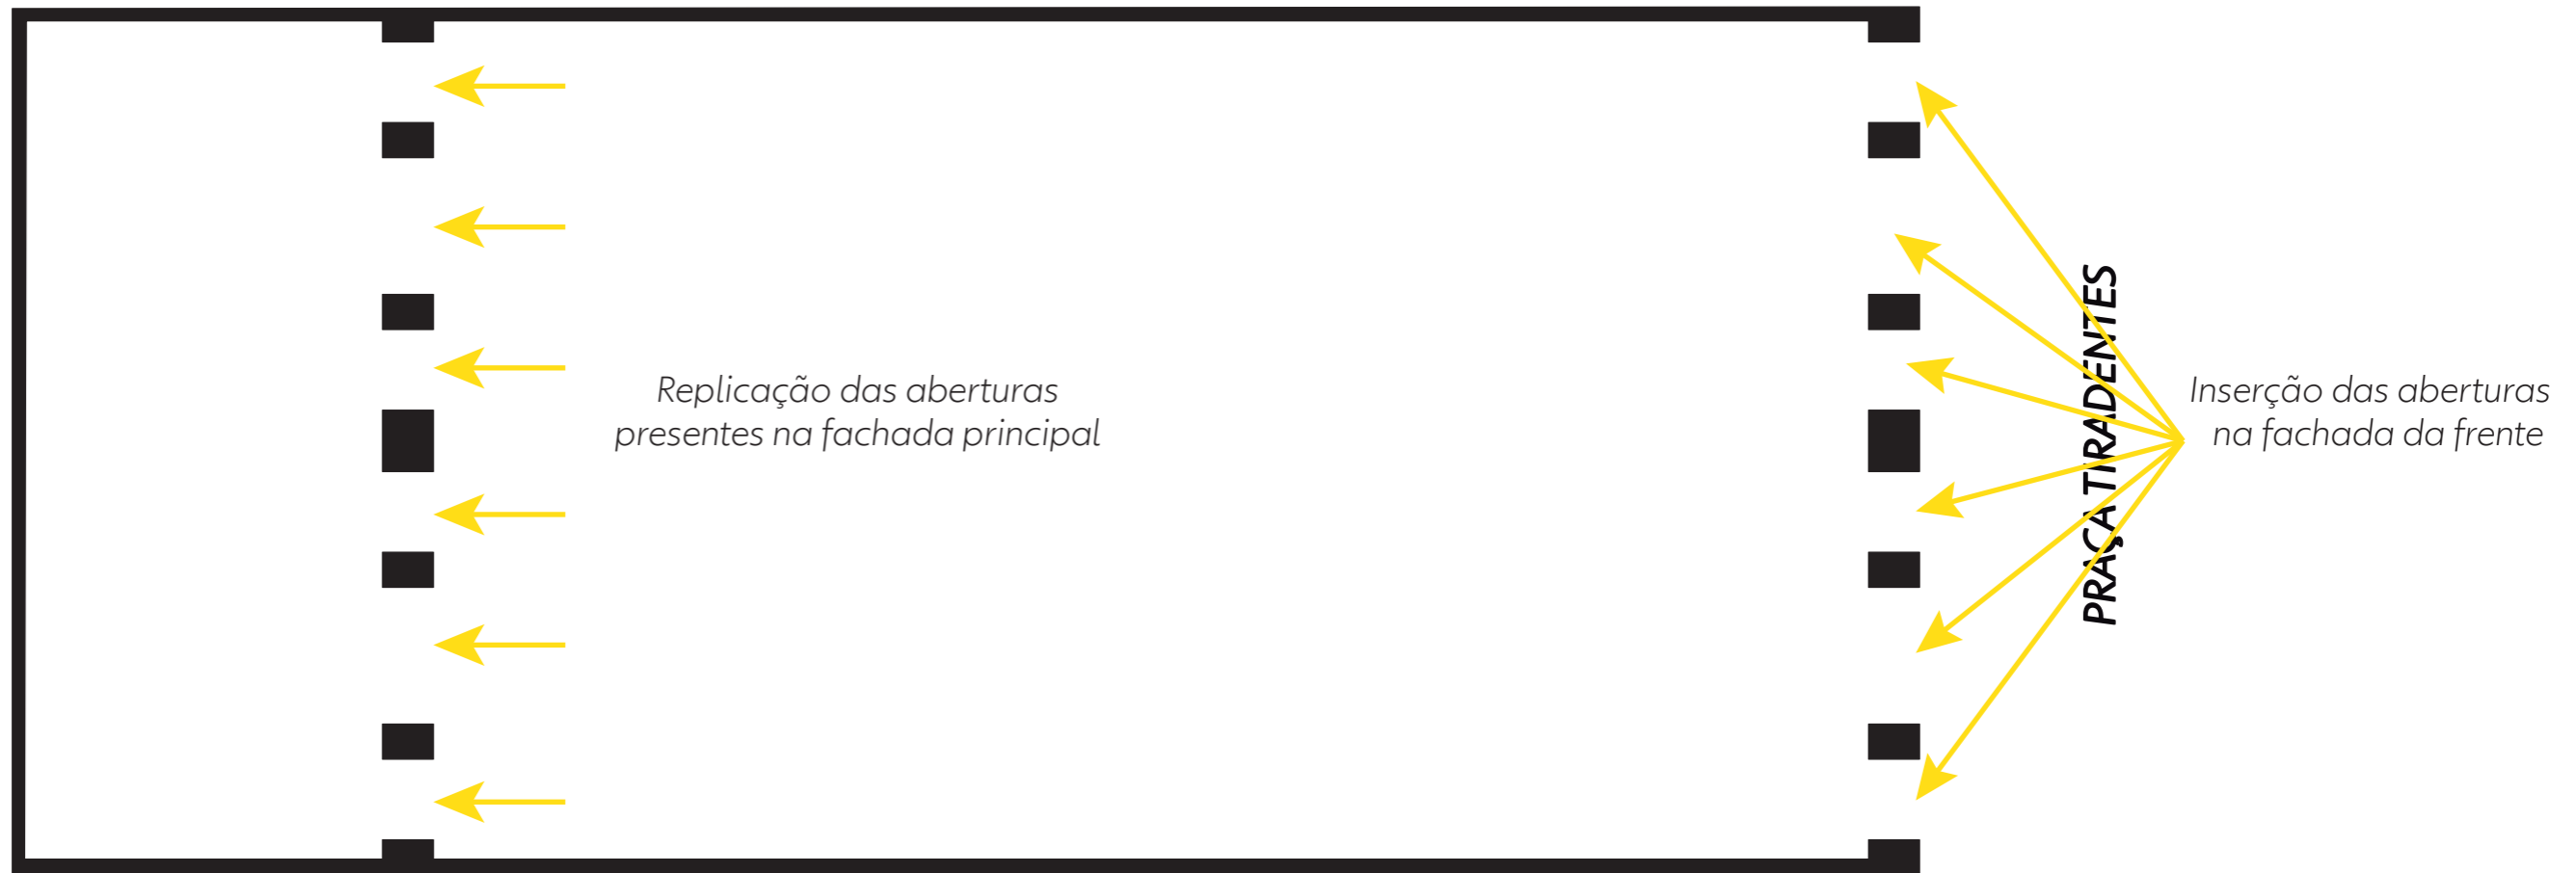 Replicação das aberturas
presentes na fachada principal
PRAÇA TIRADENTES
Inserção das aberturas
na fachada da frente